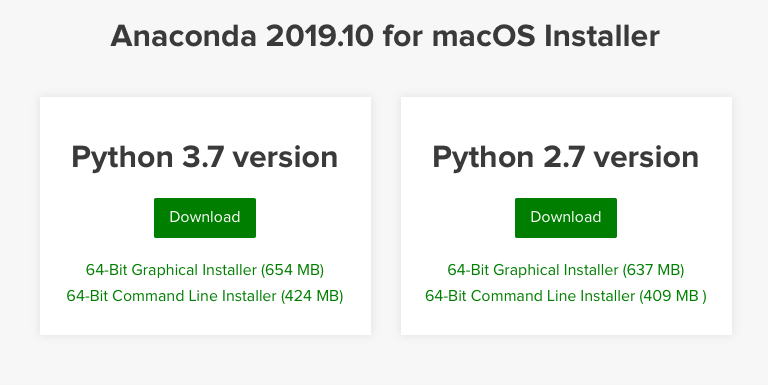 Anaconda 2019.10 for macOS Installer
Python 3.7 version
Download
64-Bit Graphical Installer (654 MB)
64-Bit Command Line Installer (424 MB)
Python 2.7 version
Download
64-Bit Graphical Installer (637 MB)
64-Bit Command Line Installer (409 MB )